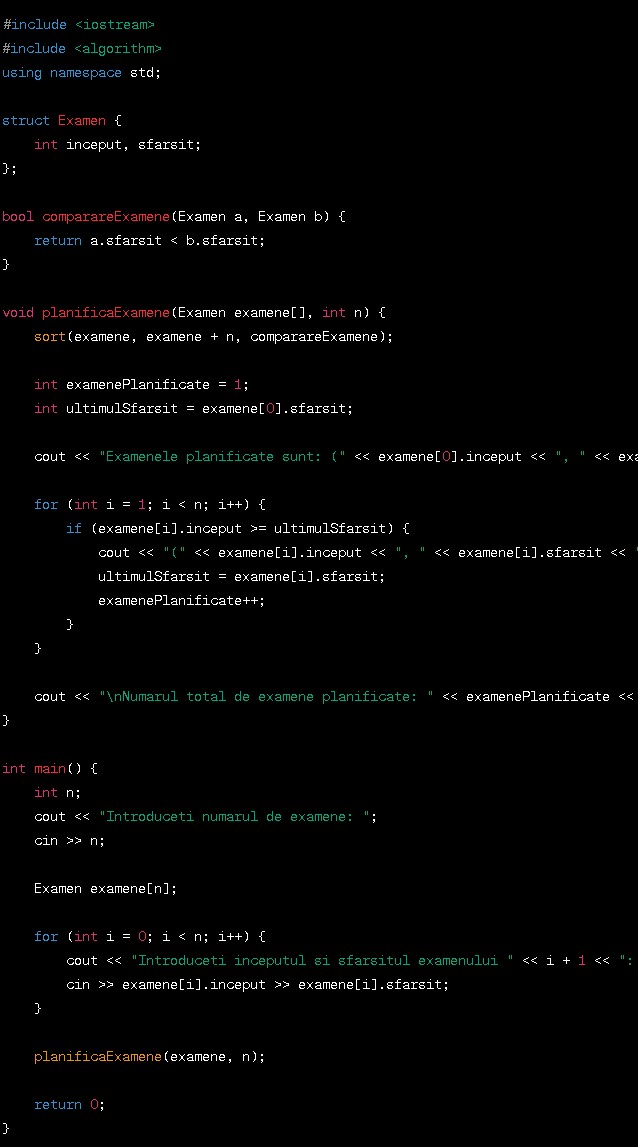 #include <iostream>
#include <algorithm>
using namespace std;
struct Examen {
    int inceput, sfarsit;
};
bool comparareExamene(Examen a, Examen b) {
    return a.sfarsit < b.sfarsit;
}
void planificaExamene(Examen examene[], int n) {
    sort(examene, examene + n, comparareExamene);
    int examenePlanificate = 1;
    int ultimulSfarsit = examene[0].sfarsit;
    cout << "Examenele planificate sunt: (" << examene[0].inceput << ", " << exa
    for (int i = 1; i < n; i++) {
        if (examene[i].inceput >= ultimulSfarsit) {
            cout << "(" << examene[i].inceput << ", " << examene[i].sfarsit << "
            ultimulSfarsit = examene[i].sfarsit;
            examenePlanificate++;
        }
    }
    cout << "\nNumarul total de examene planificate: " << examenePlanificate <<
}
int main() {
    int n;
    cout << "Introduceti numarul de examene: ";
    cin >> n;
    Examen examene[n];
    for (int i = 0; i < n; i++) {
        cout << "Introduceti inceputul si sfarsitul examenului " << i + 1 << ":
        cin >> examene[i].inceput >> examene[i].sfarsit;
    }
    planificaExamene(examene, n);
    return 0;
}